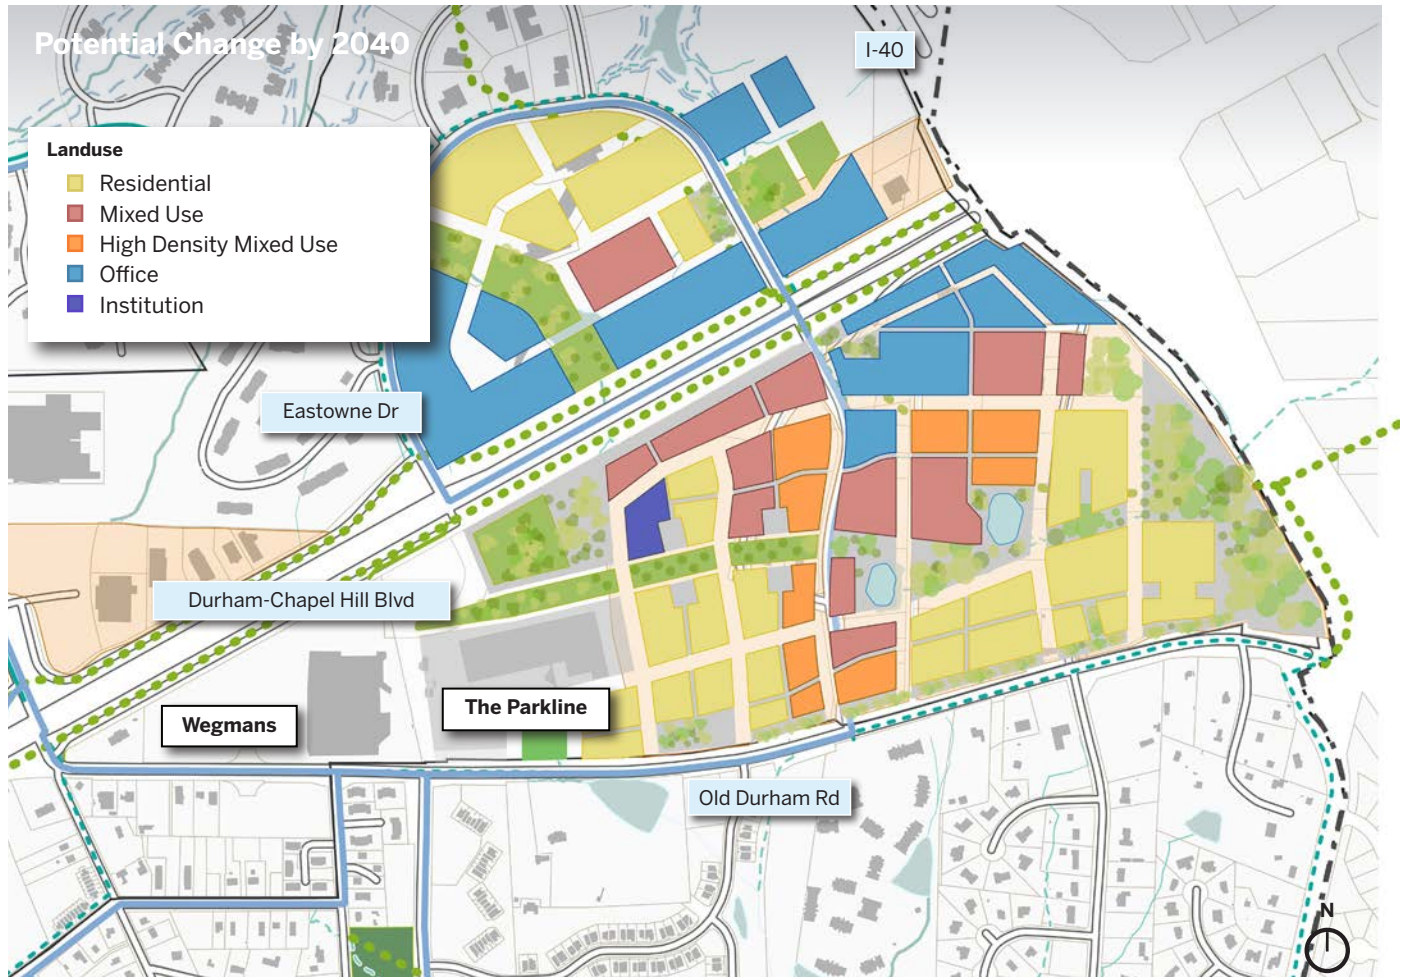 Potential Change by 2040
I-40
Landuse
Residential
Mixed Use
High Density Mixed Use
Office
Institution
Eastowne Dr
Durham-Chapel Hill Blvd
The Parkline
Wegmans
Old Durham Rd
N